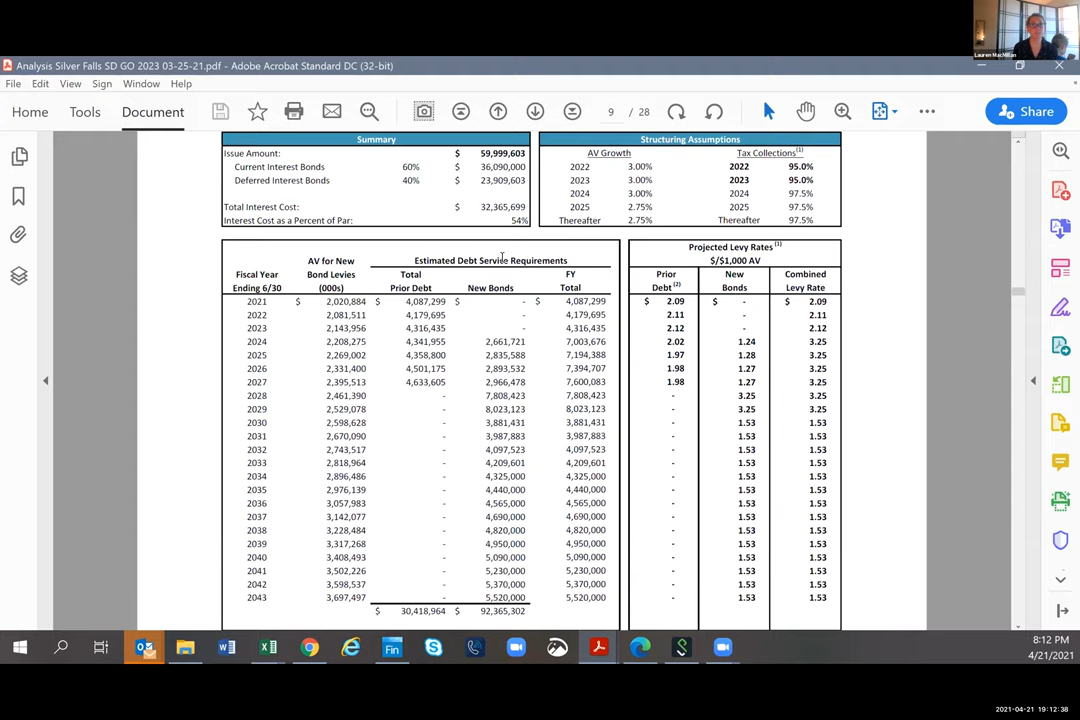 Lauren MacMillan
Analysis Silver Falls SD GO 2023 03-25-21.pdf - Adobe Acrobat Standard DC (32-bit)
File Edit View Sign Window Help
Home Tools Document 9 / 28 Share
Summary
Issue Amount: $ 59,999,603
Current Interest Bonds 60% $ 36,090,000
Deferred Interest Bonds 40% $ 23,909,603
Total Interest Cost: $ 32,365,699
Interest Cost as a Percent of Par: 54%
Structuring Assumptions
AV Growth Tax Collections(1)
2022 3.00% 2022 95.0%
2023 3.00% 2023 95.0%
2024 3.00% 2024 97.5%
2025 2.75% 2025 97.5%
Thereafter 2.75% Thereafter 97.5%
Projected Levy Rates (1)
AV for New Estimated Debt Service Requirements $/$1,000 AV
Fiscal Year Bond Levies Total FY Prior New Combined
Ending 6/30 (000s) Prior Debt New Bonds Total Debt (2) Bonds Levy Rate
2021 $ 2,020,884 $ 4,087,299 $ - $ 4,087,299 $ 2.09 $ - $ 2.09
2022 2,081,511 4,179,695 - 4,179,695 2.11 - 2.11
2023 2,143,956 4,316,435 - 4,316,435 2.12 - 2.12
2024 2,208,275 4,341,955 2,661,721 7,003,676 2.02 1.24 3.25
2025 2,269,002 4,358,800 2,835,588 7,194,388 1.97 1.28 3.25
2026 2,331,400 4,501,175 2,893,532 7,394,707 1.98 1.27 3.25
2027 2,395,513 4,633,605 2,966,478 7,600,083 1.98 1.27 3.25
2028 2,461,390 - 7,808,423 7,808,423 - 3.25 3.25
2029 2,529,078 - 8,023,123 8,023,123 - 3.25 3.25
2030 2,598,628 - 3,881,431 3,881,431 - 1.53 1.53
2031 2,670,090 - 3,987,883 3,987,883 - 1.53 1.53
2032 2,743,517 - 4,097,523 4,097,523 - 1.53 1.53
2033 2,818,964 - 4,209,601 4,209,601 - 1.53 1.53
2034 2,896,486 - 4,325,000 4,325,000 - 1.53 1.53
2035 2,976,139 - 4,440,000 4,440,000 - 1.53 1.53
2036 3,057,983 - 4,565,000 4,565,000 - 1.53 1.53
2037 3,142,077 - 4,690,000 4,690,000 - 1.53 1.53
2038 3,228,484 - 4,820,000 4,820,000 - 1.53 1.53
2039 3,317,268 - 4,950,000 4,950,000 - 1.53 1.53
2040 3,408,493 - 5,090,000 5,090,000 - 1.53 1.53
2041 3,502,226 - 5,230,000 5,230,000 - 1.53 1.53
2042 3,598,537 - 5,370,000 5,370,000 - 1.53 1.53
2043 3,697,497 - 5,520,000 5,520,000 - 1.53 1.53
$ 30,418,964 $ 92,365,302
Fin
8:12 PM
4/21/2021
2021-04-21 19:12:38